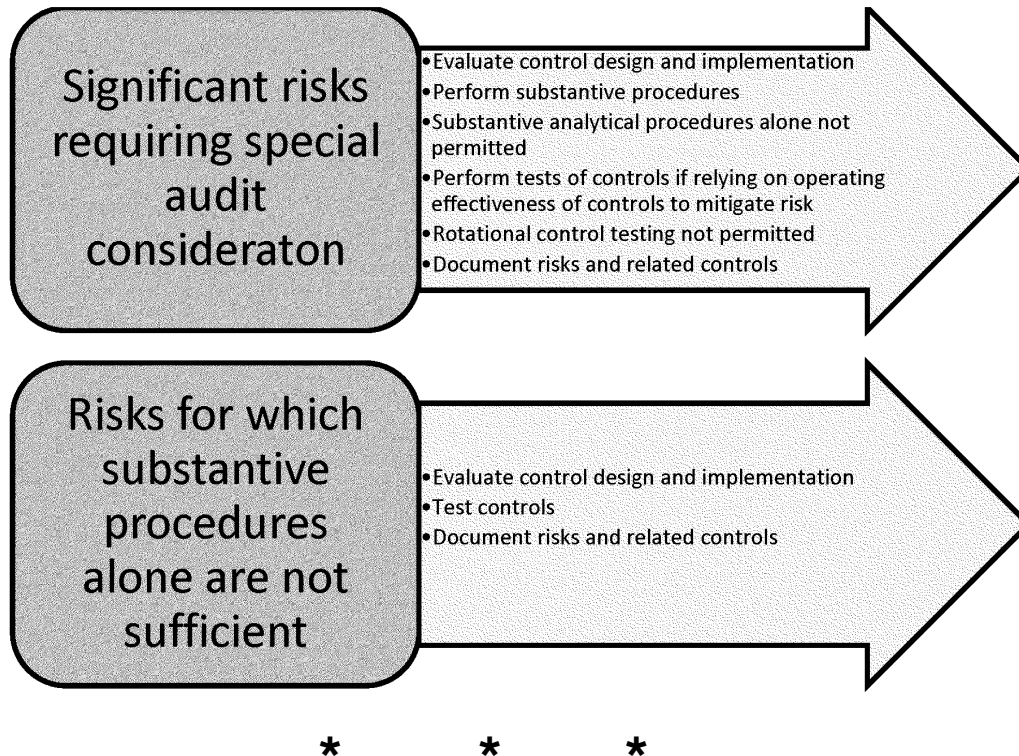 Significant risks
requiring special
audit
consideraton
•Evaluate control design and implementation
•Perform substantive procedures
•Substantive analytical procedures alone not
permitted
•Perform tests of controls if relying on operating
effectiveness of controls to mitigate risk
•Rotational control testing not permitted
•Document risks and related controls
Risks for which
substantive
procedures
alone are not
sufficient
•Evaluate control design and implementation
•Test controls
•Document risks and related controls
* * *